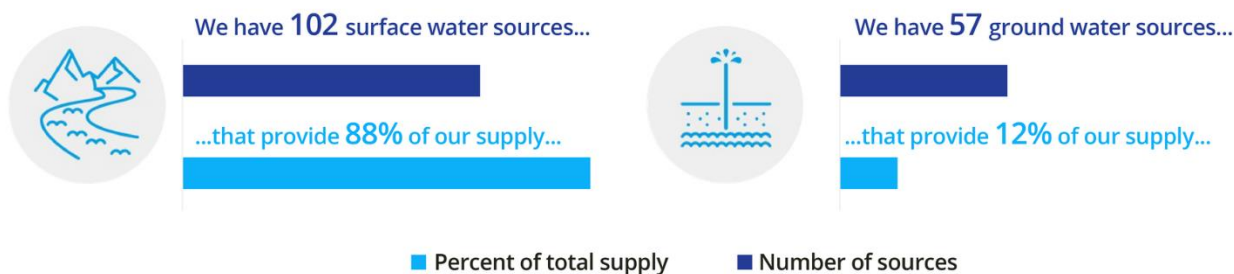 We have 102 surface water sources...
...that provide 88% of our supply...
We have 57 ground water sources...
...that provide 12% of our supply...
Percent of total supply
Number of sources